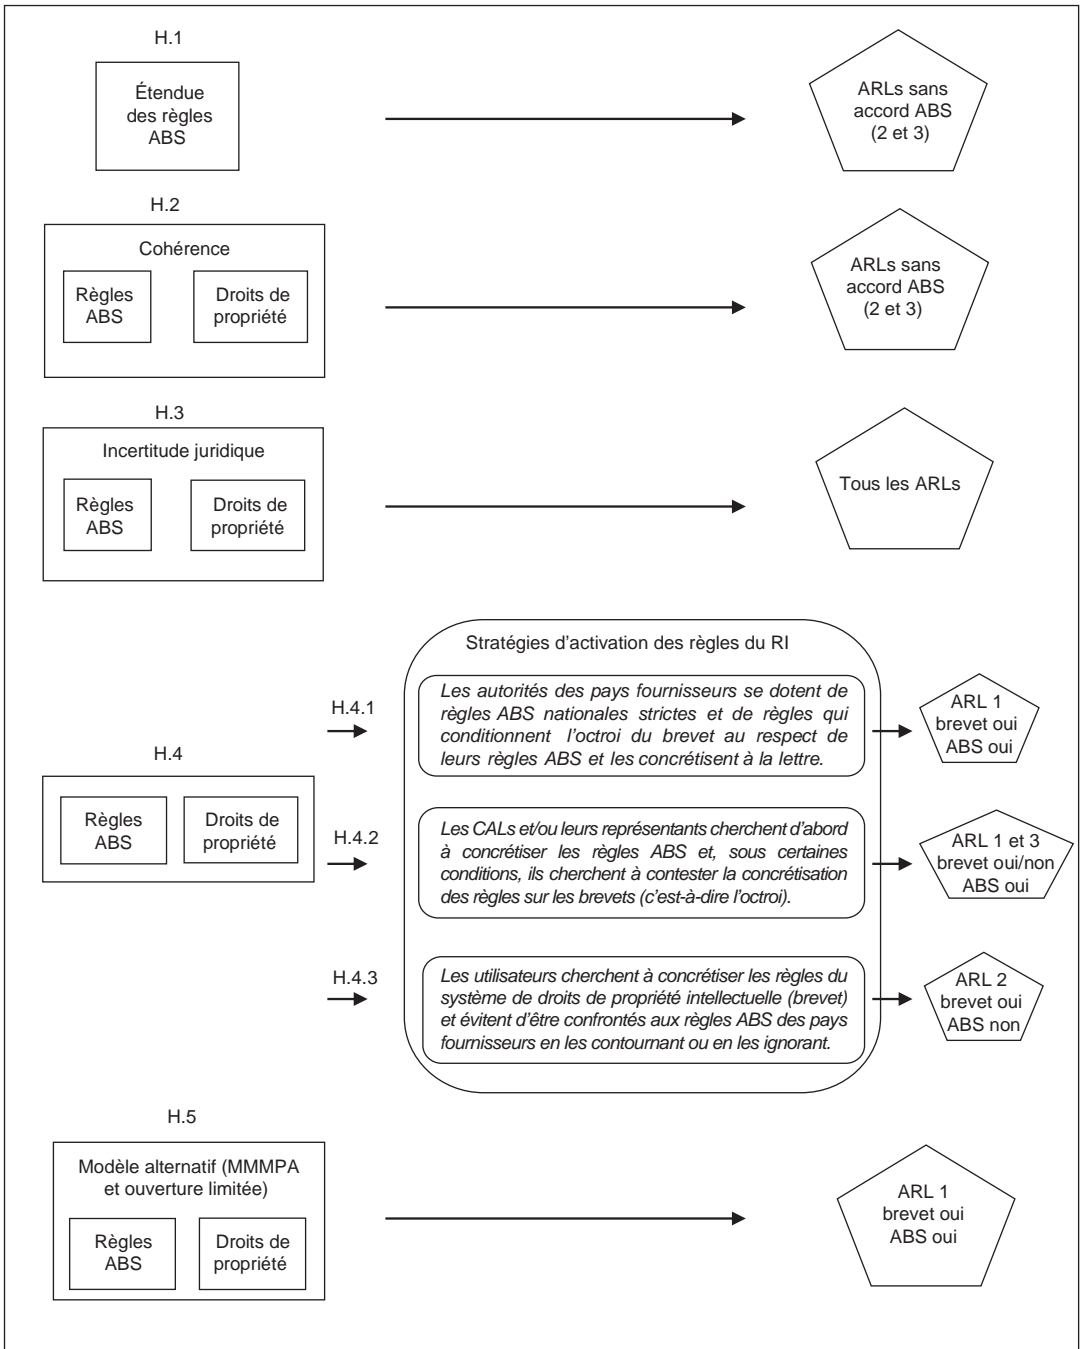 H.1
Étendue
des règles
ABS
ARLs sans
accord ABS
(2 et 3)
H.2
Cohérence
Règles
ABS
Droits de
propriété
ARLs sans
accord ABS
(2 et 3)
H.3
Incertitude juridique
Règles
ABS
Droits de
propriété
Tous les ARLs
Stratégies d'activation des règles du RI
H.4
Règles
ABS
Droits de
propriété
H.4.1
Les autorités des pays fournisseurs se dotent de
règles ABS nationales strictes et de règles qui
conditionnent l'octroi du brevet au respect de
leurs règles ABS et les concrétisent à la lettre.
ARL 1
brevet oui
ABS oui
H.4.2
Les CALs et/ou leurs représentants cherchent d'abord
à concrétiser les règles ABS et, sous certaines
conditions, ils cherchent à contester la concrétisation
des règles sur les brevets (c'est-à-dire l'octroi).
ARL 1 et 3
brevet oui/non
ABS oui
H.4.3
Les utilisateurs cherchent à concrétiser les règles du
système de droits de propriété intellectuelle (brevet)
et évitent d'être confrontés aux règles ABS des pays
fournisseurs en les contournant ou en les ignorant.
ARL 2
brevet oui
ABS non
H.5
Modèle alternatif (MMMPA
et ouverture limitée)
Règles
ABS
Droits de
propriété
ARL 1
brevet oui
ABS oui